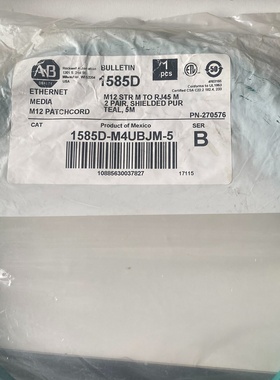 AB
BULLETIN
1585D
1
pcs
ETHERNET
MEDIA
M12 PATCHCORD
M12 STR M TO RJ45 M
2 PAIR, SHIELDED PUR
TEAL, 5M
PN-270576
CAT
Product of Mexico
SER
1585D-M4UBJM-5
B
10885630037827
17115